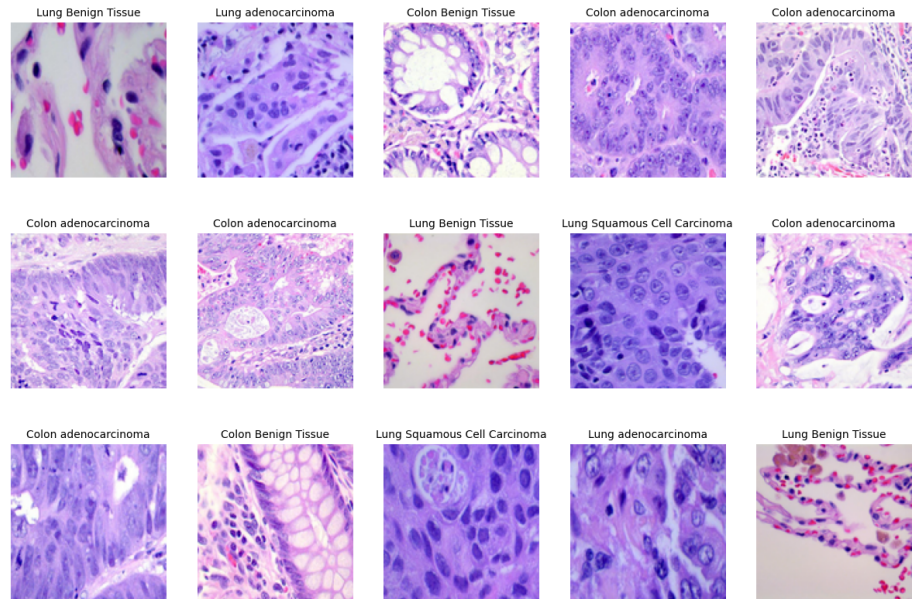 Lung Benign Tissue
Lung adenocarcinoma
Colon Benign Tissue
Colon adenocarcinoma
Colon adenocarcinoma
Colon adenocarcinoma
Colon adenocarcinoma
Lung Benign Tissue
Lung Squamous Cell Carcinoma
Colon adenocarcinoma
Colon adenocarcinoma
Colon Benign Tissue
Lung Squamous Cell Carcinoma
Lung adenocarcinoma
Lung Benign Tissue